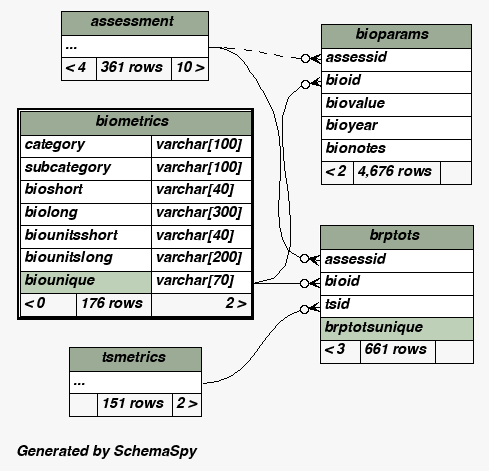 assessment
...
< 4 361 rows 10 >
bioparams
assessid
bioid
biovalue
bioyear
bionotes
< 2 4,676 rows
biometrics
category varchar[100]
subcategory varchar[100]
bioshort varchar[40]
biolong varchar[300]
biounitsshort varchar[40]
biounitslong varchar[200]
biounique varchar[70]
< 0 176 rows 2 >
brptots
assessid
bioid
tsid
brptotsunique
< 3 661 rows
tsmetrics
...
151 rows 2 >
Generated by SchemaSpy